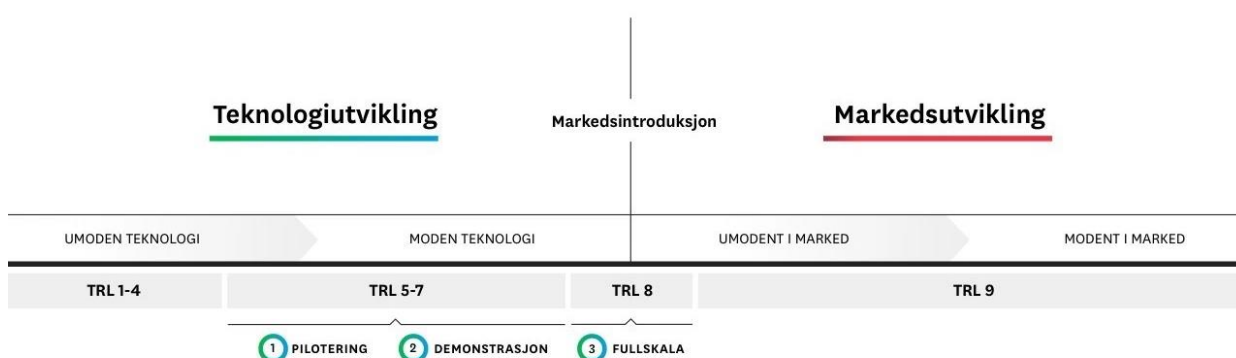 Teknologiutvikling
Markedsintroduksjon
Markedsutvikling
UMODEN TEKNOLOGI
MODEN TEKNOLOGI
UMODENT I MARKED
MODENT I MARKED
TRL 1-4
TRL 5-7
TRL 8
TRL 9
1 PILOTERING
2 DEMONSTRASJON
3 FULLSKALA